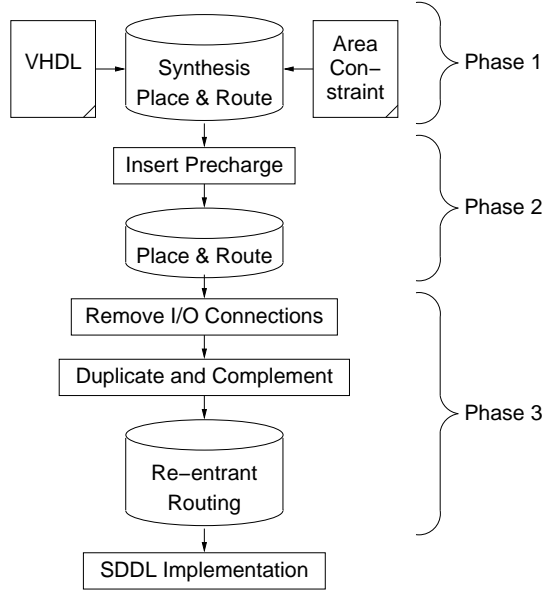 VHDL
Synthesis
Place & Route
Area
Con−
straint
Phase 1
Insert Precharge
Place & Route
Phase 2
Remove I/O Connections
Duplicate and Complement
Re−entrant
Routing
Phase 3
SDDL Implementation